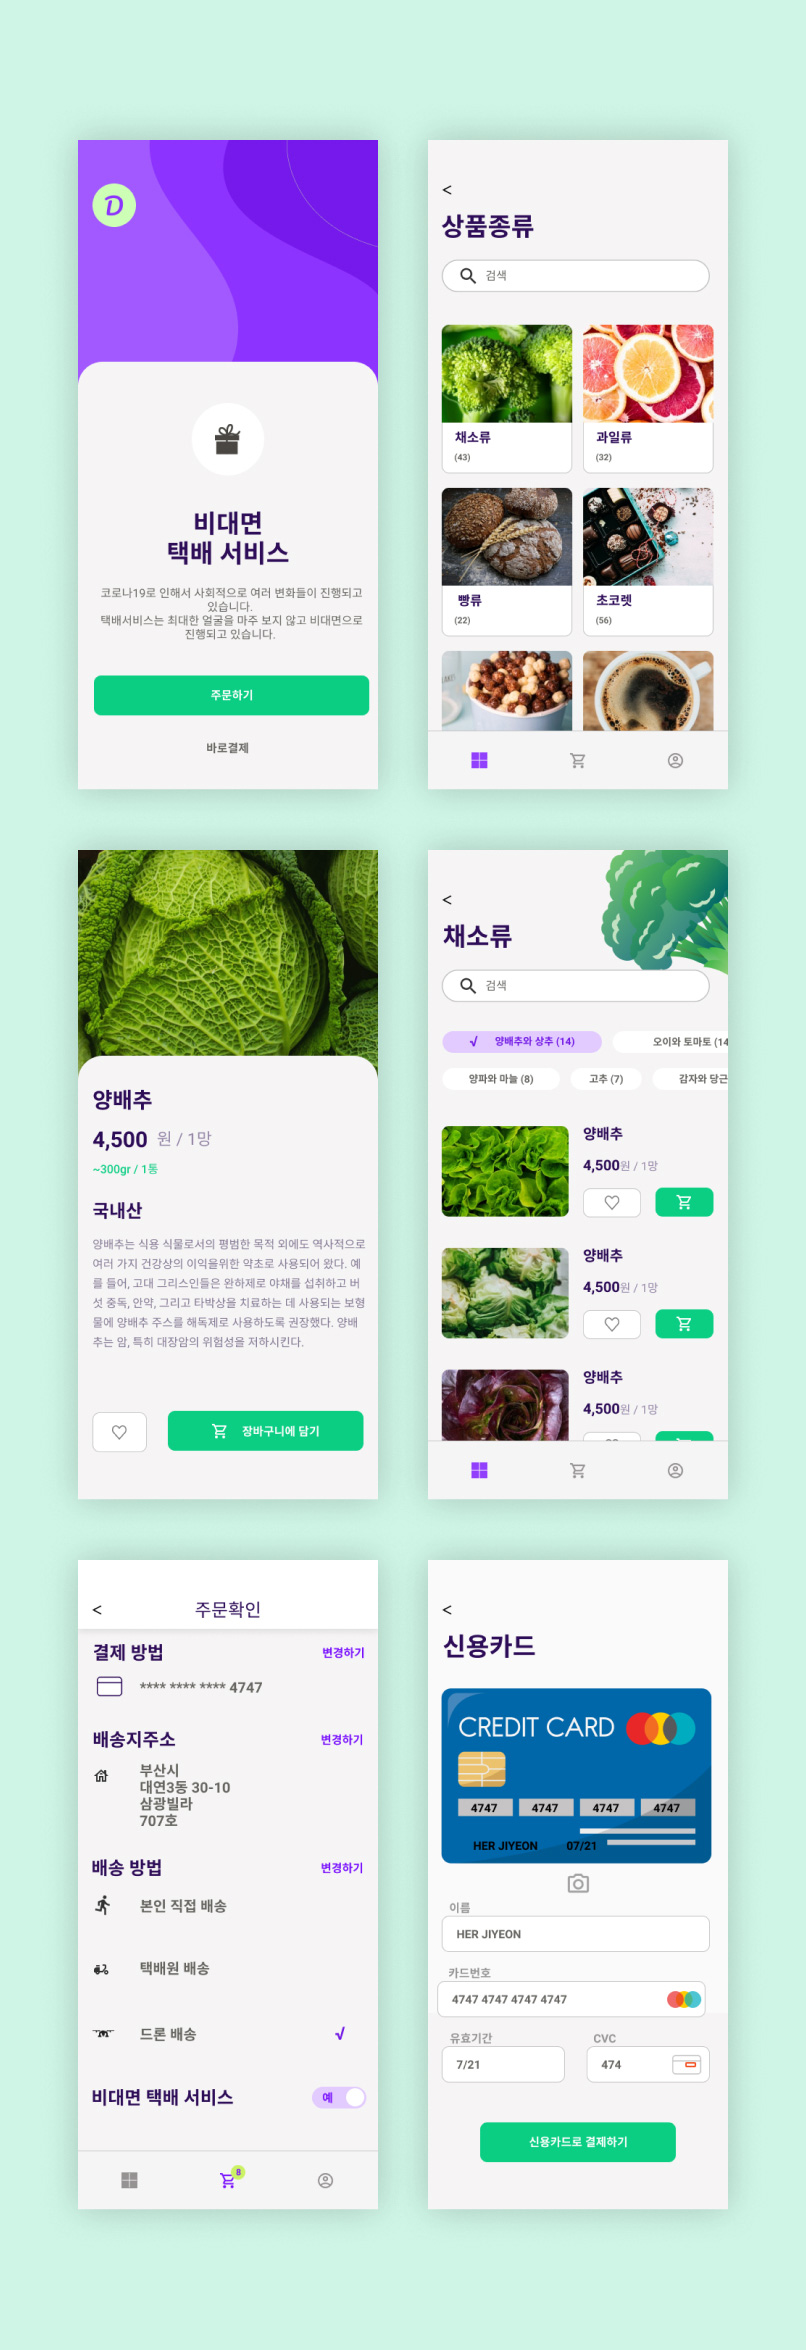 D
비대면
택배 서비스
코로나19로 인해서 사회적으로 여러 변화들이 진행되고
있습니다.
택배서비스는 최대한 얼굴을 마주 보지 않고 비대면으로
진행되고 있습니다.
주문하기
바로결제
<
상품종류
검색
채소류
(43)
과일류
(32)
빵류
(22)
초코렛
(56)
양배추
4,500 원 / 1망
~300gr / 1통
국내산
양배추는 식용 식물로서의 평범한 목적 외에도 역사적으로
여러 가지 건강상의 이익을위한 약초로 사용되어 왔다. 예
를 들어, 고대 그리스인들은 완하제로 야채를 섭취하고 버
섯 중독, 안약, 그리고 타박상을 치료하는 데 사용되는 보형
물에 양배추 주스를 해독제로 사용하도록 권장했다. 양배
추는 암, 특히 대장암의 위험성을 저하시킨다.
장바구니에 담기
<
채소류
검색
√ 양배추와 상추 (14)
오이와 토마토 (14
양파와 마늘 (8)
고추 (7)
감자와 당근
양배추
4,500원 / 1망
양배추
4,500원 / 1망
양배추
4,500원 / 1망
< 주문확인
결제 방법 변경하기
**** **** **** 4747
배송지주소 변경하기
부산시
대연3동 30-10
삼광빌라
707호
배송 방법 변경하기
본인 직접 배송
택배원 배송
드론 배송 √
비대면 택배 서비스 예
8
<
신용카드
CREDIT CARD
4747 4747 4747 4747
HER JIYEON 07/21
이름
HER JIYEON
카드번호
4747 4747 4747 4747
유효기간 CVC
7/21 474
신용카드로 결제하기